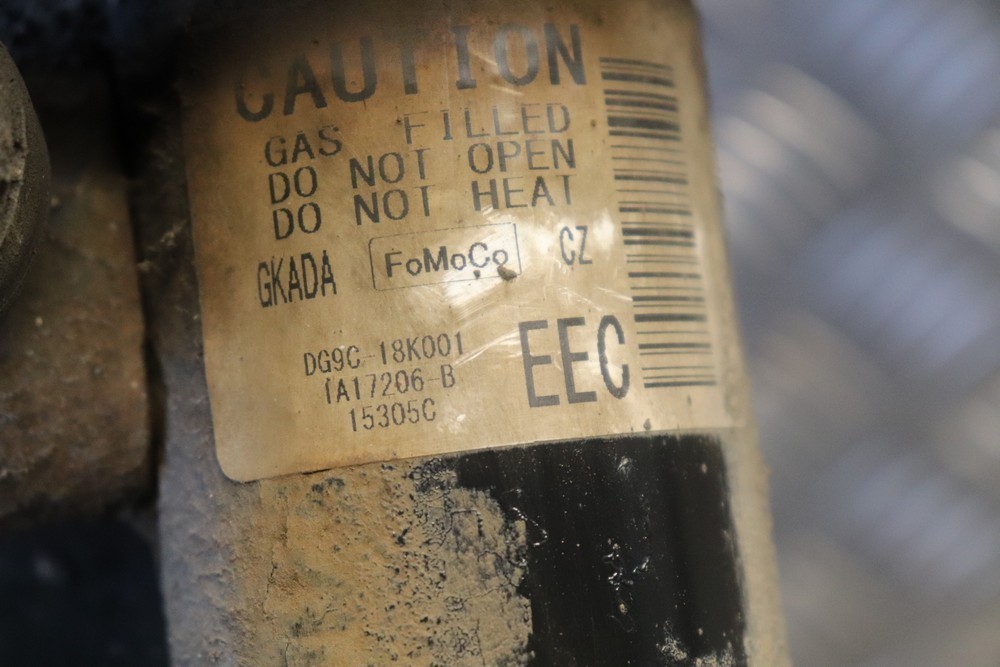 CAUTION
GAS FILLED
DO NOT OPEN
DO NOT HEAT
GKADA FoMoCo CZ
DG9C-18K001
1A17206-B
15305C
EEC